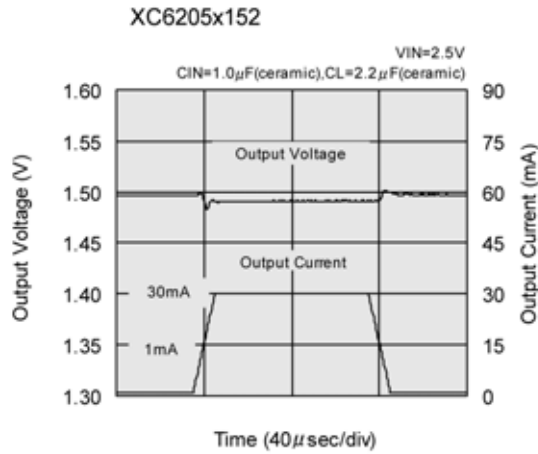 XC6205x152
VIN=2.5V
CIN=1.0μF(ceramic),CL=2.2μF(ceramic)
Output Voltage (V)
1.60
1.55
1.50
1.45
1.40
1.35
1.30
Output Voltage
Output Current
30mA
1mA
90
75
60
45
30
15
0
Output Current (mA)
Time (40μsec/div)